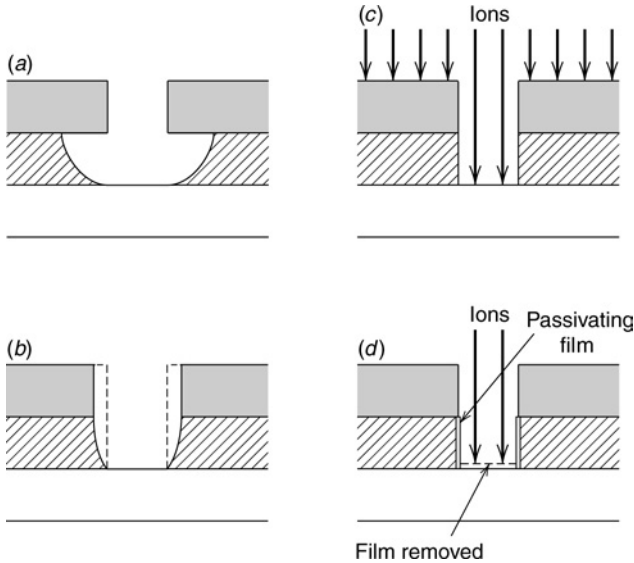 (a)
(c)
Ions
(b)
(d)
Ions
Passivating
film
Film removed